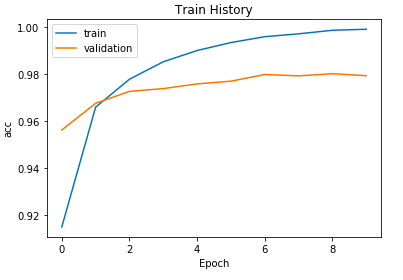 Train History
train
validation
acc
1.00
0.98
0.96
0.94
0.92
0 2 4 6 8
Epoch